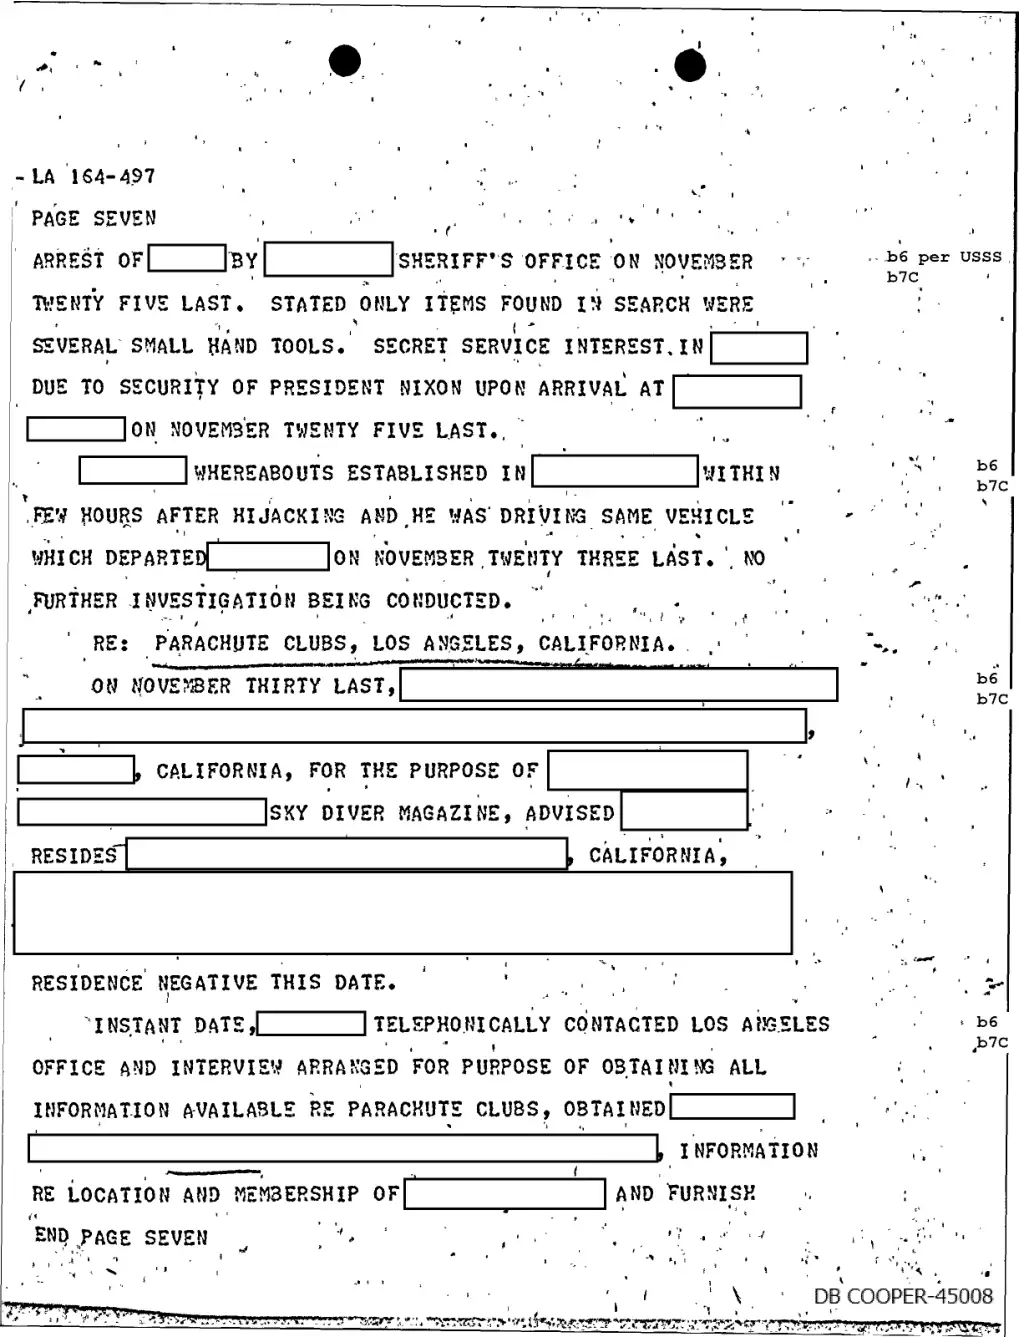 - LA 164-497
PAGE SEVEN
ARREST OF BY SHERIFF'S OFFICE ON NOVEMBER
b6 per USSS
b7C
TWENTY FIVE LAST. STATED ONLY ITEMS FOUND IN SEARCH WERE
SEVERAL SMALL HAND TOOLS. SECRET SERVICE INTEREST IN
DUE TO SECURITY OF PRESIDENT NIXON UPON ARRIVAL AT
ON NOVEMBER TWENTY FIVE LAST.
WHEREABOUTS ESTABLISHED IN WITHIN
b6
b7C
FEW HOURS AFTER HIJACKING AND HE WAS DRIVING SAME VEHICLE
WHICH DEPARTED ON NOVEMBER TWENTY THREE LAST. NO
FURTHER INVESTIGATION BEING CONDUCTED.
RE: PARACHUTE CLUBS, LOS ANGELES, CALIFORNIA.
ON NOVEMBER THIRTY LAST,
b6
b7C
,
, CALIFORNIA, FOR THE PURPOSE OF
SKY DIVER MAGAZINE, ADVISED
RESIDES , CALIFORNIA,
RESIDENCE NEGATIVE THIS DATE.
INSTANT DATE, TELEPHONICALLY CONTACTED LOS ANGELES
b6
b7C
OFFICE AND INTERVIEW ARRANGED FOR PURPOSE OF OBTAINING ALL
INFORMATION AVAILABLE RE PARACHUTE CLUBS, OBTAINED
, INFORMATION
RE LOCATION AND MEMBERSHIP OF AND FURNISH
END PAGE SEVEN
DB COOPER-45008